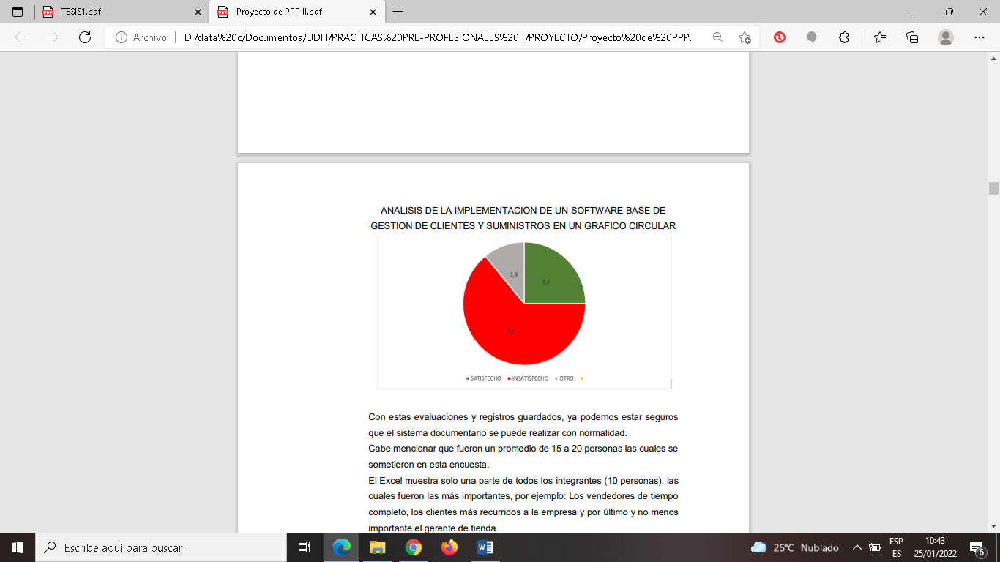 TESIS1.pdf
Proyecto de PPP II.pdf
Archivo
D:/data%20c/Documentos/UDH/PRACTICAS%20PRE-PROFESIONALES%20II/PROYECTO/Proyecto%20de%20PPP...
ANALISIS DE LA IMPLEMENTACION DE UN SOFTWARE BASE DE
GESTION DE CLIENTES Y SUMINISTROS EN UN GRAFICO CIRCULAR
1,4
SATISFECHO INSATISFECHO OTRO
Con estas evaluaciones y registros guardados, ya podemos estar seguros
que el sistema documentario se puede realizar con normalidad.
Cabe mencionar que fueron un promedio de 15 a 20 personas las cuales se
sometieron en esta encuesta.
El Excel muestra solo una parte de todos los integrantes (10 personas), las
cuales fueron las más importantes, por ejemplo: Los vendedores de tiempo
completo, los clientes más recurridos a la empresa y por último y no menos
importante el gerente de tienda.
Escribe aquí para buscar
25°C Nublado
ESP
ES
10:43
25/01/2022
6